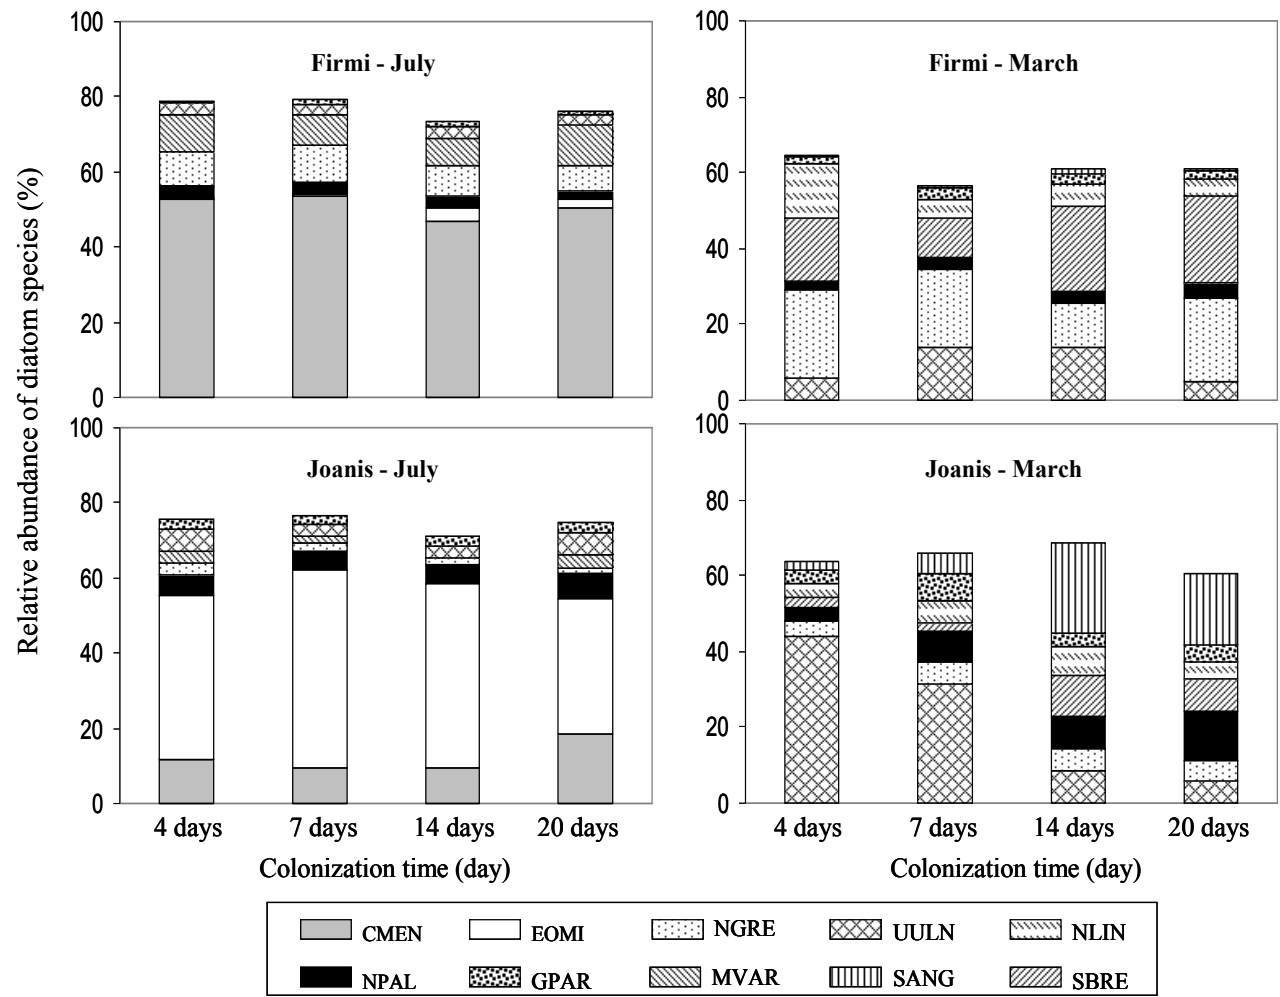 Relative abundance of diatom species (%)
Firmi - July
100
80
60
40
20
0
Firmi - March
100
80
60
40
20
0
Joanis - July
100
80
60
40
20
0
4 days 7 days 14 days 20 days
Colonization time (day)
Joanis - March
100
80
60
40
20
0
4 days 7 days 14 days 20 days
Colonization time (day)
CMEN EOMI NGRE UULN NLIN
NPAL GPAR MVAR SANG SBRE